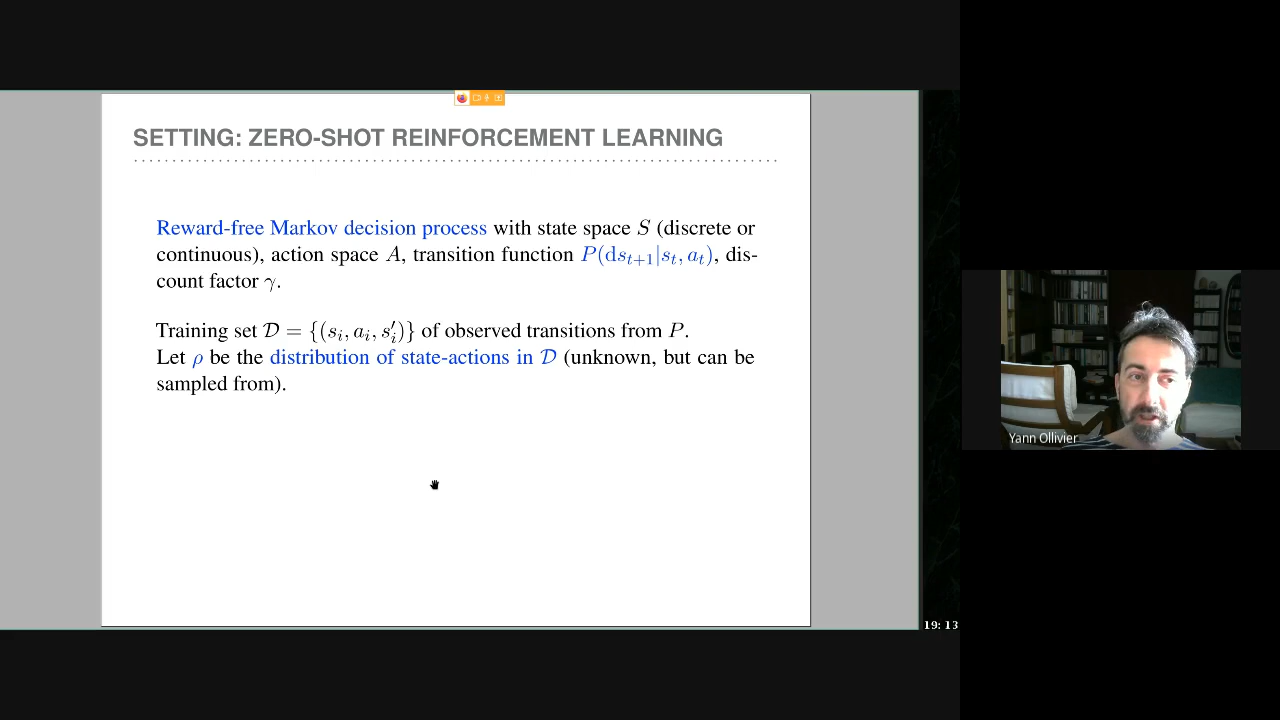 SETTING: ZERO-SHOT REINFORCEMENT LEARNING
Reward-free Markov decision process with state space S (discrete or
continuous), action space A, transition function P(ds_{t+1}|s_t, a_t), dis-
count factor γ.
Training set 𝒟 = {(s_i, a_i, s′_i)} of observed transitions from P.
Let ρ be the distribution of state-actions in 𝒟 (unknown, but can be
sampled from).
Yann Ollivier
19: 13